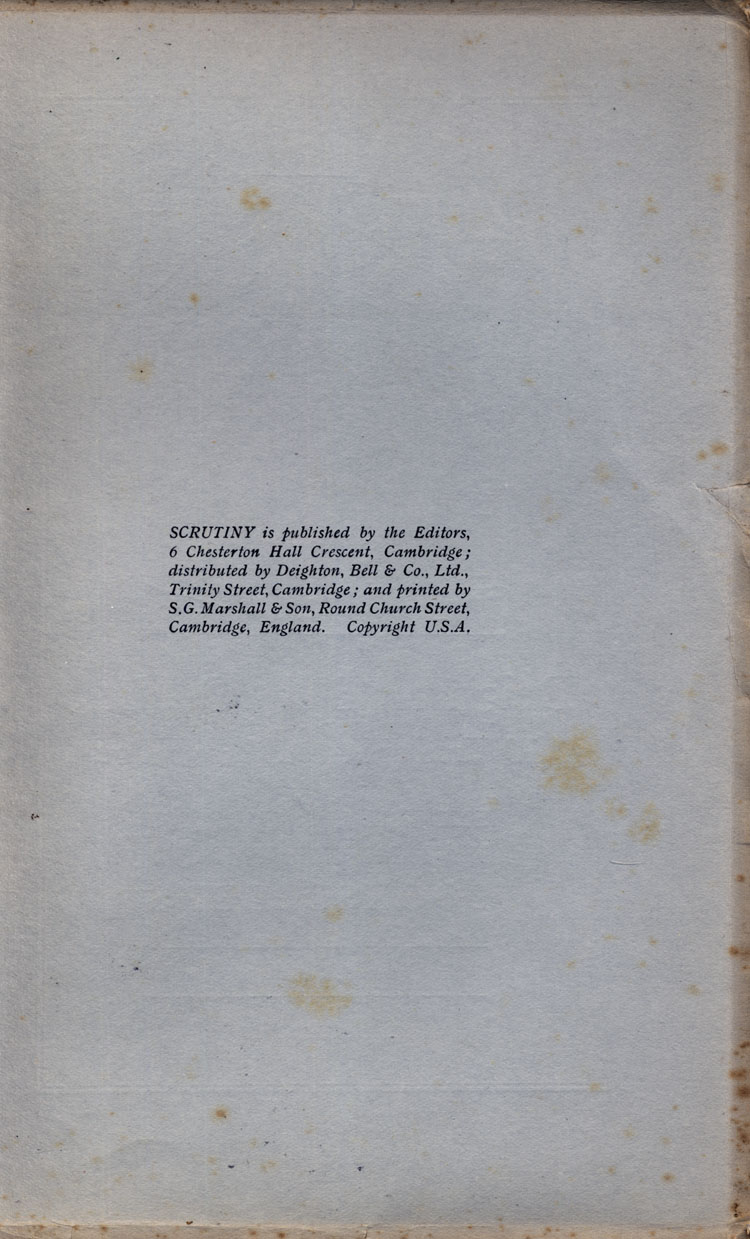 SCRUTINY is published by the Editors,
6 Chesterton Hall Crescent, Cambridge;
distributed by Deighton, Bell & Co., Ltd.,
Trinity Street, Cambridge; and printed by
S.G. Marshall & Son, Round Church Street,
Cambridge, England. Copyright U.S.A.